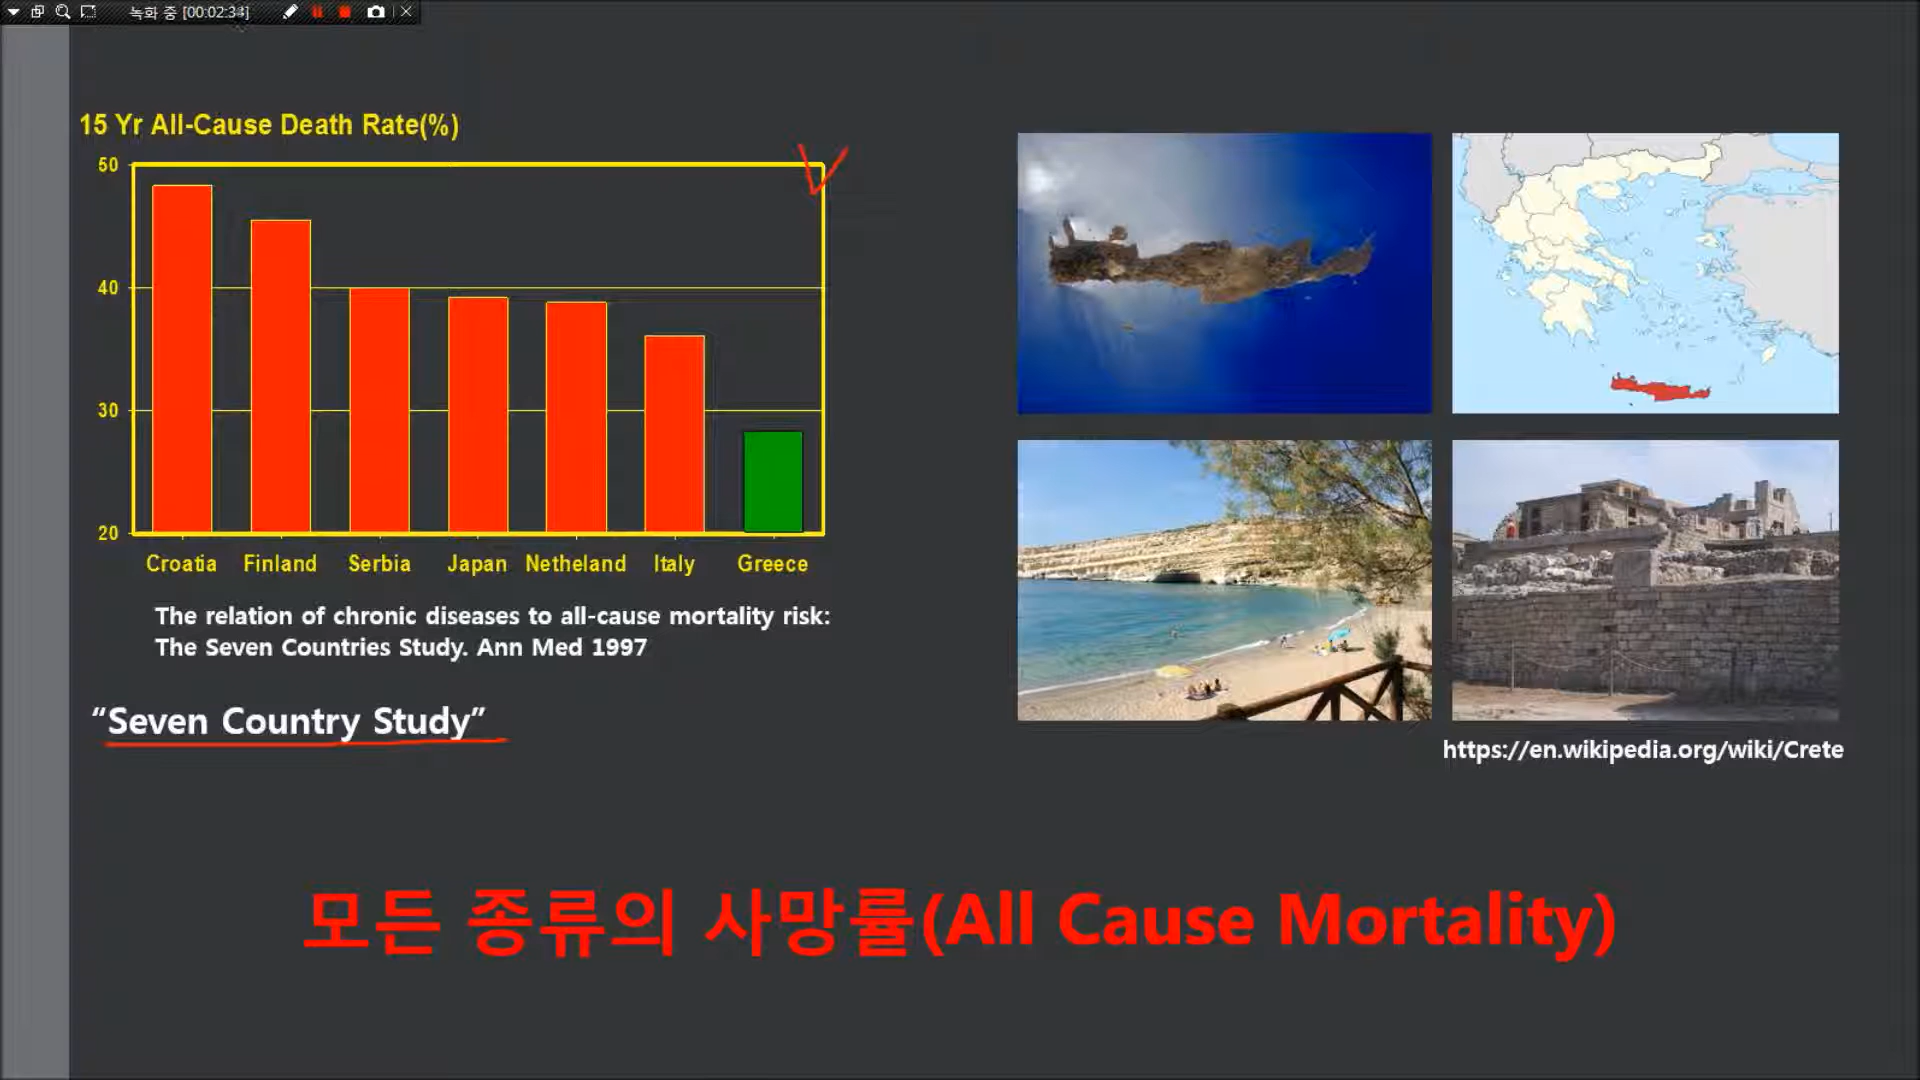 녹화 중 [00:02:34]
15 Yr All-Cause Death Rate(%)
50
40
30
20
Croatia Finland Serbia Japan Netheland Italy Greece
The relation of chronic diseases to all-cause mortality risk:
The Seven Countries Study. Ann Med 1997
“Seven Country Study”
https://en.wikipedia.org/wiki/Crete
모든 종류의 사망률(All Cause Mortality)